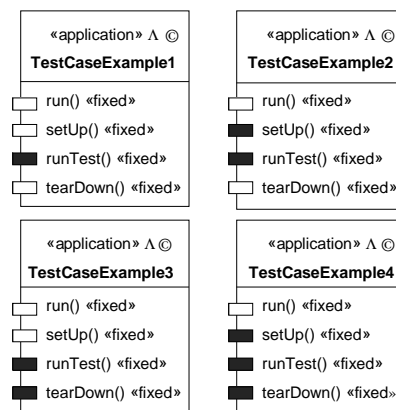 «application» Λ ©
TestCaseExample1
run() «fixed»
setUp() «fixed»
runTest() «fixed»
tearDown() «fixed»
«application» Λ ©
TestCaseExample2
run() «fixed»
setUp() «fixed»
runTest() «fixed»
tearDown() «fixed»
«application» Λ ©
TestCaseExample3
run() «fixed»
setUp() «fixed»
runTest() «fixed»
tearDown() «fixed»
«application» Λ ©
TestCaseExample4
run() «fixed»
setUp() «fixed»
runTest() «fixed»
tearDown() «fixed»